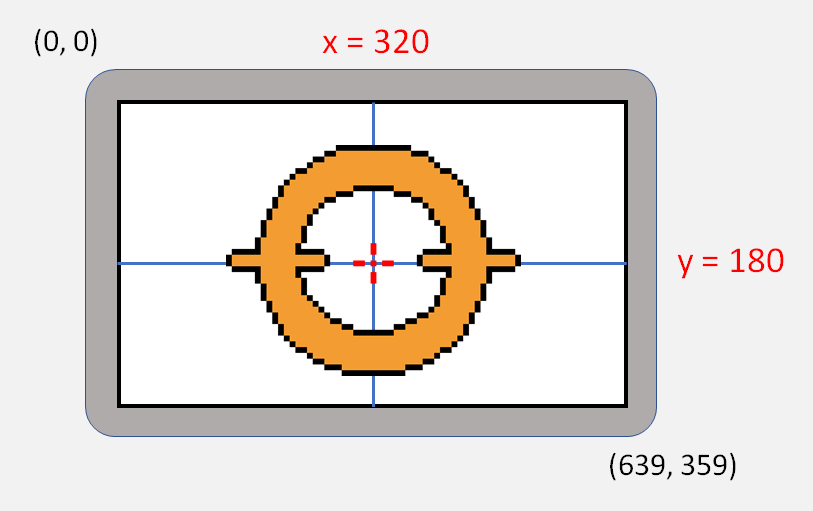 (0, 0)
x = 320
y = 180
(639, 359)